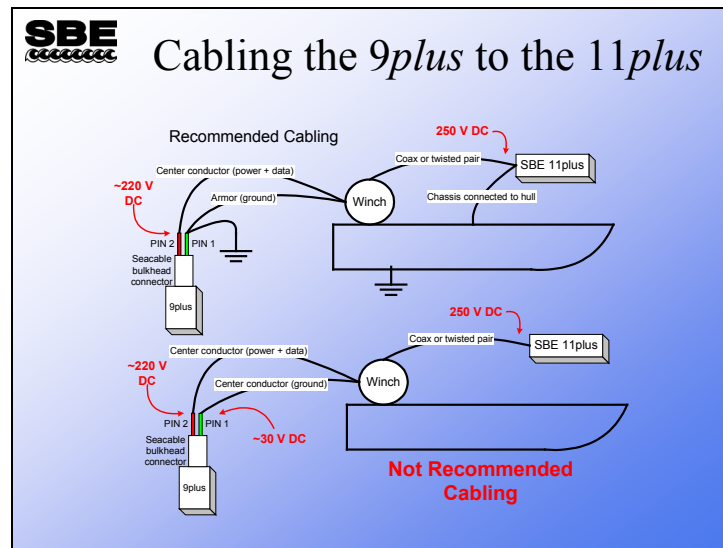 SBE
Cabling the 9plus to the 11plus
Recommended Cabling
250 V DC
Coax or twisted pair
SBE 11plus
Center conductor (power + data)
~220 V
DC
Armor (ground)
Winch
Chassis connected to hull
PIN 2
PIN 1
Seacable
bulkhead
connector
9plus
250 V DC
Coax or twisted pair
SBE 11plus
Center conductor (power + data)
~220 V
DC
Center conductor (ground)
Winch
PIN 2
PIN 1
~30 V DC
Seacable
bulkhead
connector
9plus
Not Recommended
Cabling